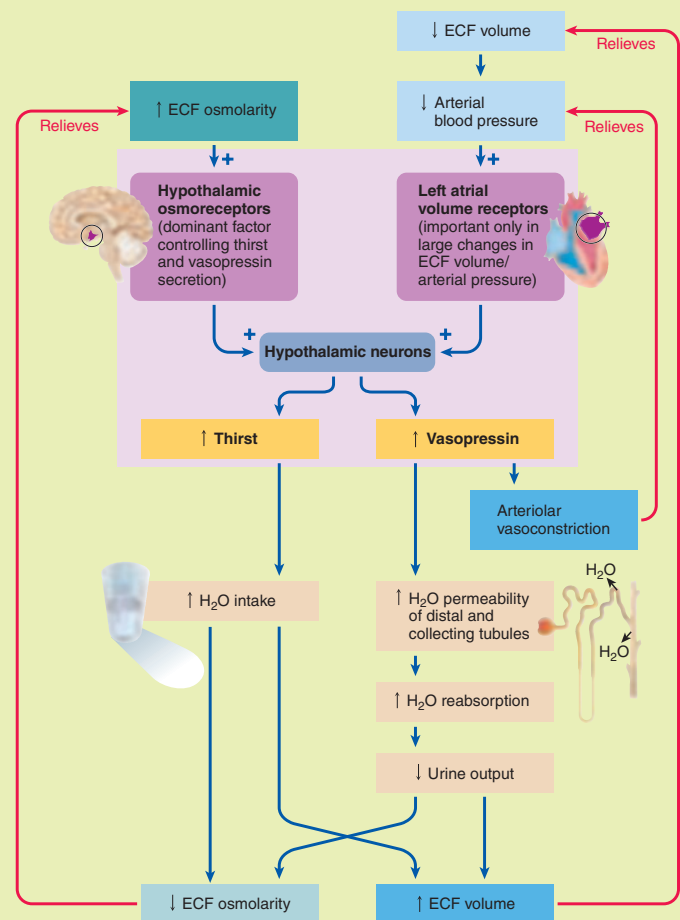 ↓ ECF volume
Relieves
↑ ECF osmolarity
↓ Arterial
blood pressure
Relieves
Relieves
+
+
Hypothalamic
osmoreceptors
(dominant factor
controlling thirst
and vasopressin
secretion)
Left atrial
volume receptors
(important only in
large changes in
ECF volume/
arterial pressure)
+
+
Hypothalamic neurons
↑ Thirst
↑ Vasopressin
Arteriolar
vasoconstriction
↑ H₂O intake
↑ H₂O permeability
of distal and
collecting tubules
H₂O
H₂O
↑ H₂O reabsorption
↓ Urine output
↓ ECF osmolarity
↑ ECF volume